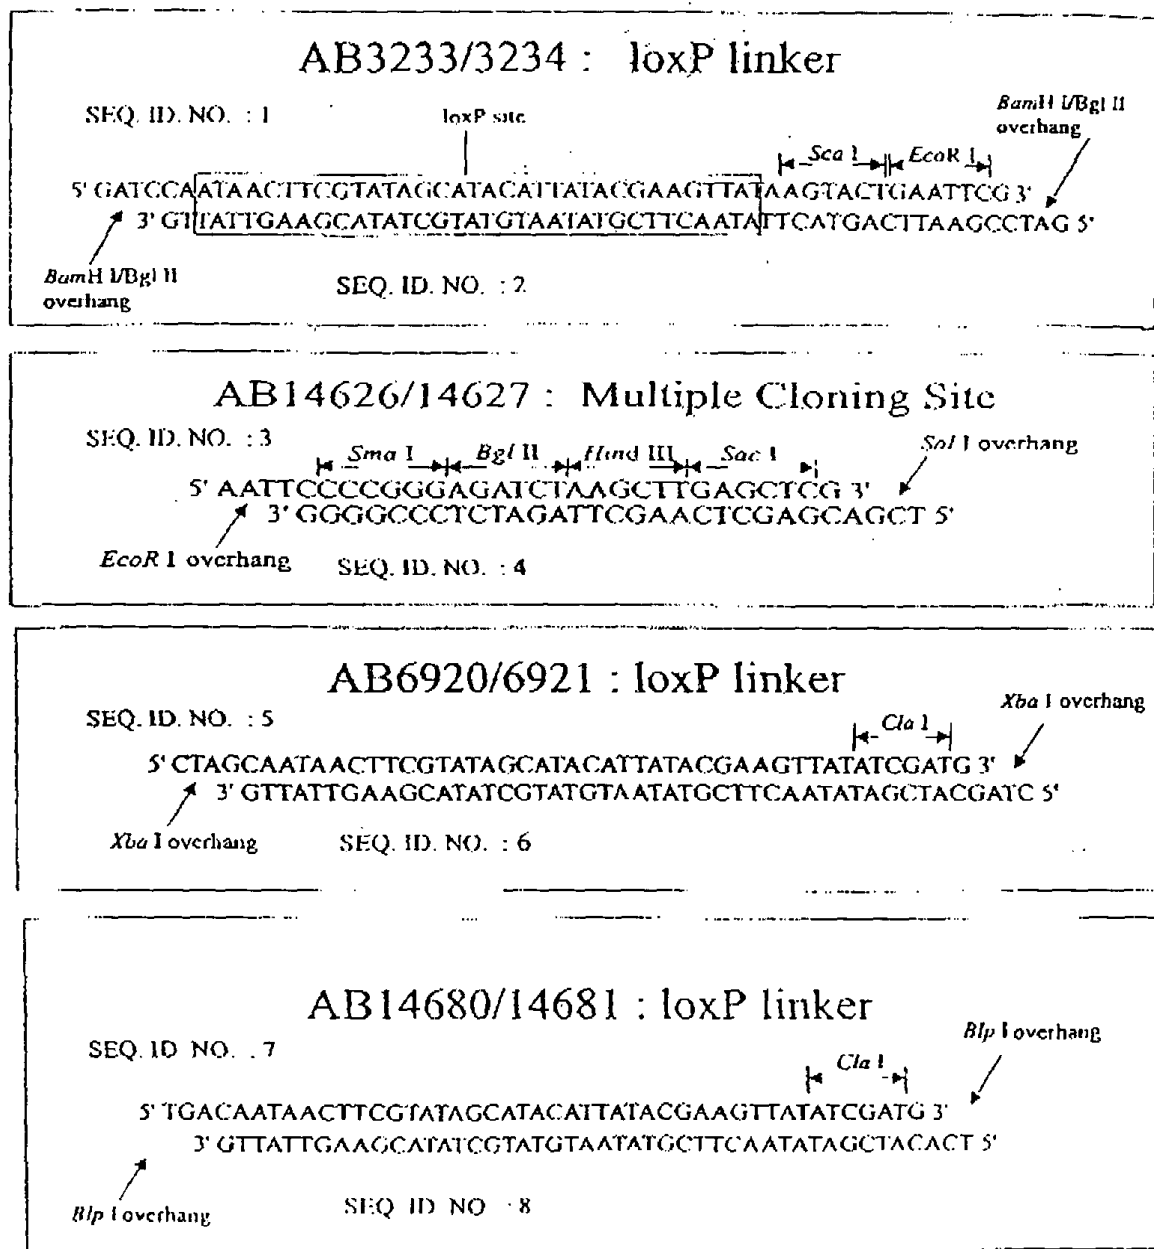 AB3233/3234 : loxP linker
SEQ. ID. NO. : 1
loxP site
BamH I/Bgl II
overhang
Sca I
EcoR I
5' GATCCAATAACTTCGTATAGCATACATTATACGAAGTTATAAGTACTGAATTCG 3'
3' GTTATTGAAGCATATCGTATGTAATATGCTTCAATATTCATGACTTAAGCCTAG 5'
BamH I/Bgl II
overhang
SEQ. ID. NO. : 2
AB14626/14627 : Multiple Cloning Site
SEQ. ID. NO. : 3
Sma I
Bgl II
Hind III
Sac I
Sal I overhang
5' AATTCCCCCGGGAGATCTAAGCTTGAGCTCG 3'
3' GGGGCCCTCTAGATTCGAACTCGAGCAGCT 5'
EcoR I overhang
SEQ. ID. NO. : 4
AB6920/6921 : loxP linker
SEQ. ID. NO. : 5
Xba I overhang
Cla I
5' CTAGCAATAACTTCGTATAGCATACATTATACGAAGTTATATCGATG 3'
3' GTTATTGAAGCATATCGTATGTAATATGCTTCAATATAGCTACGATC 5'
Xba I overhang
SEQ. ID. NO. : 6
AB14680/14681 : loxP linker
SEQ. ID NO. . 7
Blp I overhang
Cla I
5' TGACAATAACTTCGTATAGCATACATTATACGAAGTTATATCGATG 3'
3' GTTATTGAAGCATATCGTATGTAATATGCTTCAATATAGCTACACT 5'
Blp I overhang
SEQ ID NO : 8